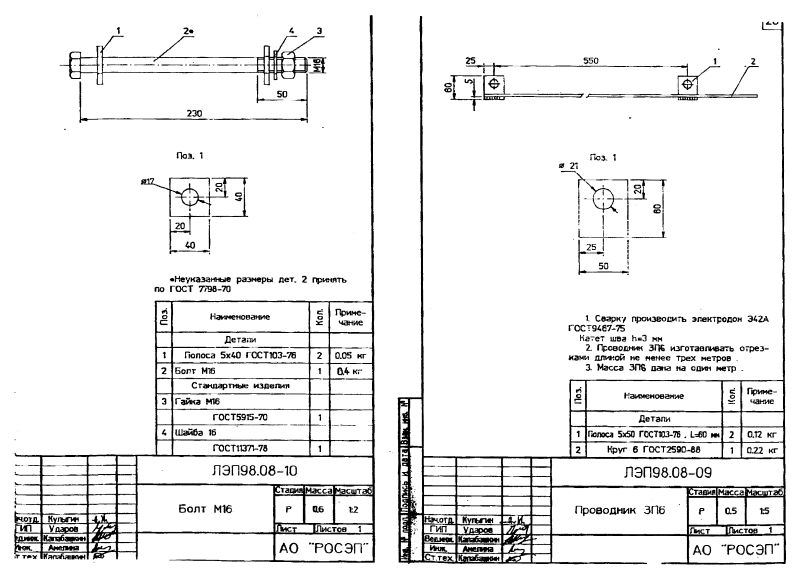 1
2*
4
3
M16
50
230
Поз. 1
ø17
20
40
20
40
*Неуказанные размеры дет. 2 принять
по ГОСТ 7798-70
Поз. Наименование Кол. Приме-
чание
Детали
1 Полоса 5х40 ГОСТ103-76 2 0.05 кг
2 Болт М16 1 0.4 кг
Стандартные изделия
3 Гайка М16
ГОСТ5915-70 1
4 Шайба 16
ГОСТ11371-78 1
ЛЭП98.08-10
Болт М16
Стадия Масса Масштаб
Р 0.6 1:2
Лист Листов 1
АО "РОСЭП"
Нач.отд. Кулыгин
ГИП Ударов
Вед.инж. Калабашкин
Инж. Амелина
Ст.тех. Калабашкин
25
550
1
2
60
5
Поз. 1
ø 21
20
60
25
50
1. Сварку производить электродом Э42А
ГОСТ9467-75
Катет шва h=3 мм
2. Проводник ЗП6 изготавливать отрез-
ками длиной не менее трех метров .
3. Масса ЗП6 дана на один метр .
Поз. Наименование Кол. Приме-
чание
Детали
1 Полоса 5х50 ГОСТ103-76 , L=60 мм 2 0.12 кг
2 Круг 6 ГОСТ2590-88 1 0.22 кг
ЛЭП98.08-09
Проводник ЗП6
Стадия Масса Масштаб
Р 0.5 1:5
Лист Листов 1
АО "РОСЭП"
Нач.отд. Кулыгин
ГИП Ударов
Вед.инж. Калабашкин
Инж. Амелина
Ст.тех. Калабашкин
Инв. № подл. Подпись и дата Взам. инв. №